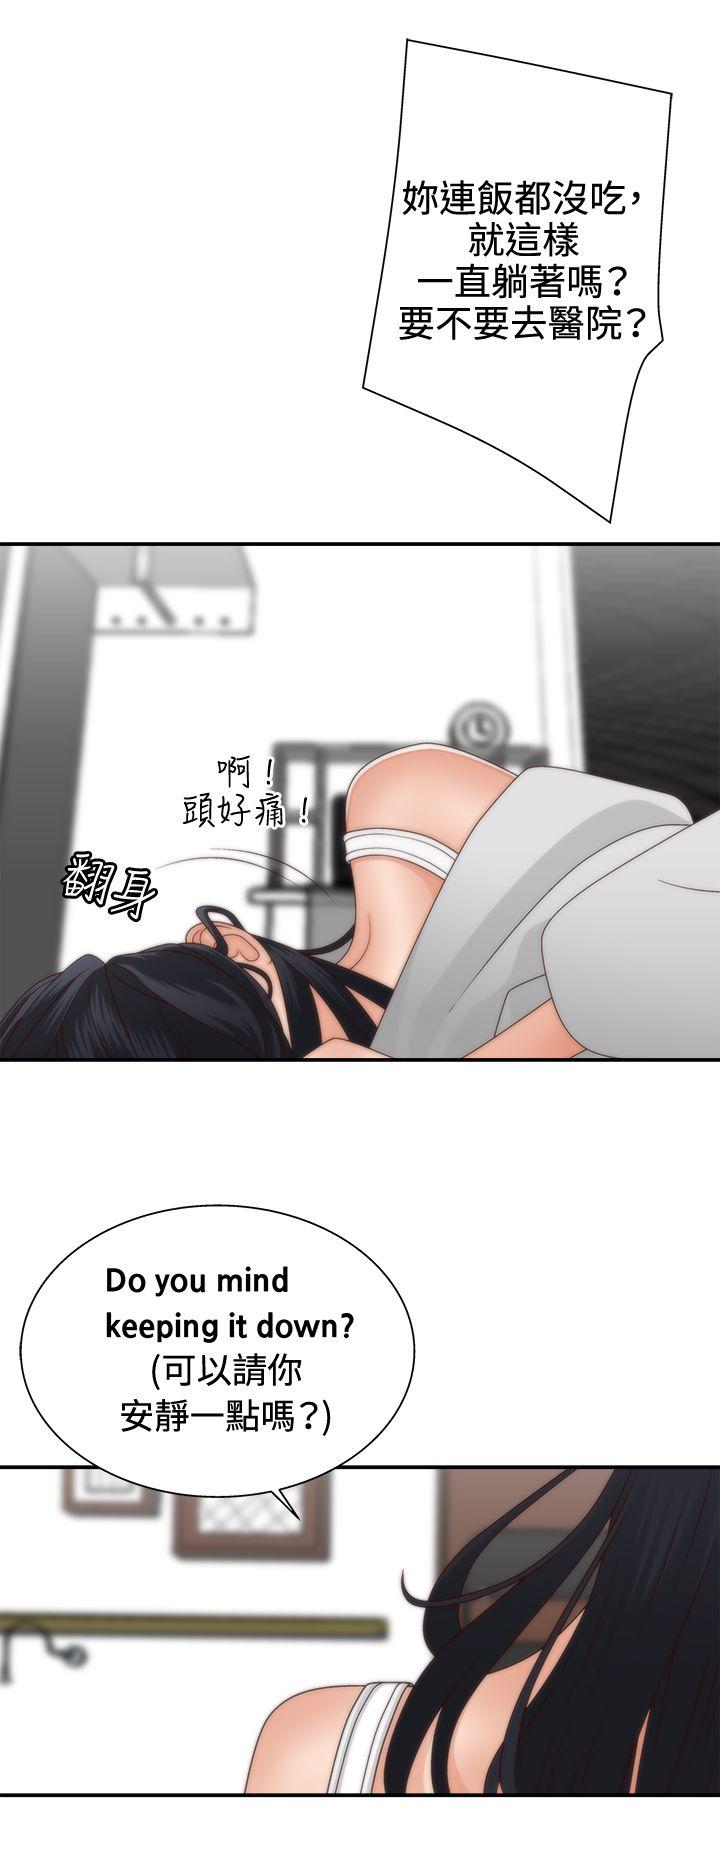 妳連飯都沒吃，
就這樣
一直躺著嗎？
要不要去醫院？
啊！
頭好痛！
翻身
Do you mind
keeping it down?
(可以請你
安靜一點嗎？)